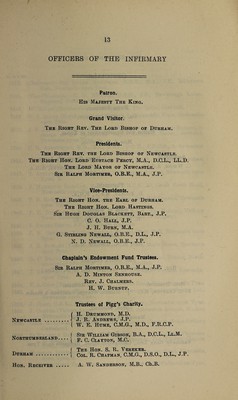 13
OFFICERS OF THE INFIRMARY
Patron.
HIS MAJESTY THE KING.
Grand Visitor.
THE RIGHT REV. THE LORD BISHOP OF DURHAM.
Presidents.
THE RIGHT REV. THE LORD BISHOP OF NEWCASTLE.
THE RIGHT HON. LORD EUSTACE PERCY, M.A., D.C.L., LL.D.
THE LORD MAYOR OF NEWCASTLE.
SIR RALPH MORTIMER, O.B.E., M.A., J.P.
Vice-Presidents.
THE RIGHT HON. THE EARL OF DURHAM.
THE RIGHT HON. LORD HASTINGS.
SIR HUGH DOUGLAS BLACKETT, BART., J.P.
C. O. HALL, J.P.
J. H. BURN, M.A.
G. STIRLING NEWALL, O.B.E., D.L., J.P.
N. D. NEWALL, O.B.E., J.P.
Chaplain's Endowment Fund Trustees.
SIR RALPH MORTIMER, O.B.E., M.A., J.P.
A. D. MINTON SENHOUSE.
REV. J. CHALMERS.
H. W. BURNUP.
Trustees of Pigg's Charity.
H. DRUMMOND, M.D.
NEWCASTLE ........ J. E. ANDREWS, J.P.
W. E. HUME, C.M.G., M.D., F.R.C.P.
NORTHUMBERLAND.... SIR WILLIAM GIBSON, O.B.E., D.C.L., LL.M.
F. C. CLAYTON, M.C.
DURHAM ............ THE HON. S. R. VEREKER.
COL. R. CHAPMAN, C.M.G., D.S.O., D.L., J.P.
HON. RECEIVER ..... A. W. SANDERSON, M.B., Ch.B.